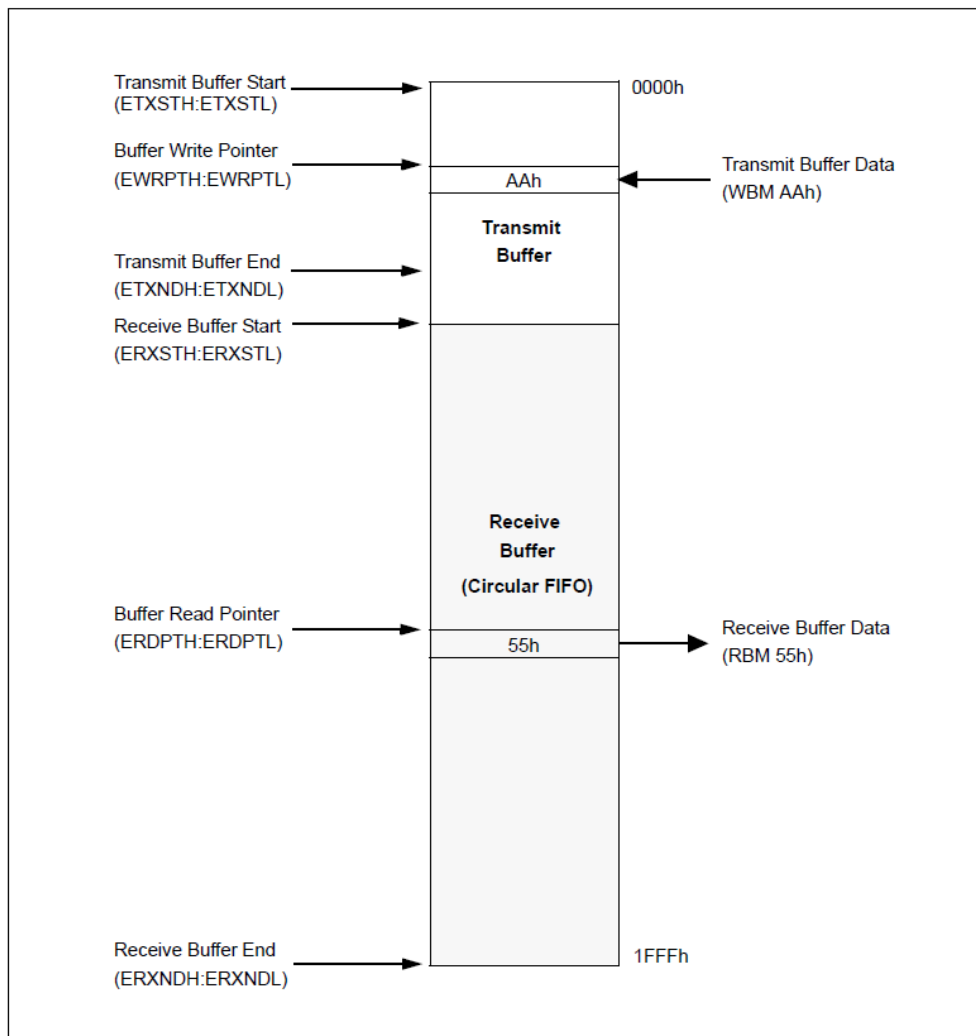 Transmit Buffer Start
(ETXSTH:ETXSTL)
0000h
Buffer Write Pointer
(EWRPTH:EWRPTL)
AAh
Transmit Buffer Data
(WBM AAh)
Transmit
Buffer
Transmit Buffer End
(ETXNDH:ETXNDL)
Receive Buffer Start
(ERXSTH:ERXSTL)
Receive
Buffer
(Circular FIFO)
Buffer Read Pointer
(ERDPTH:ERDPTL)
55h
Receive Buffer Data
(RBM 55h)
Receive Buffer End
(ERXNDH:ERXNDL)
1FFFh